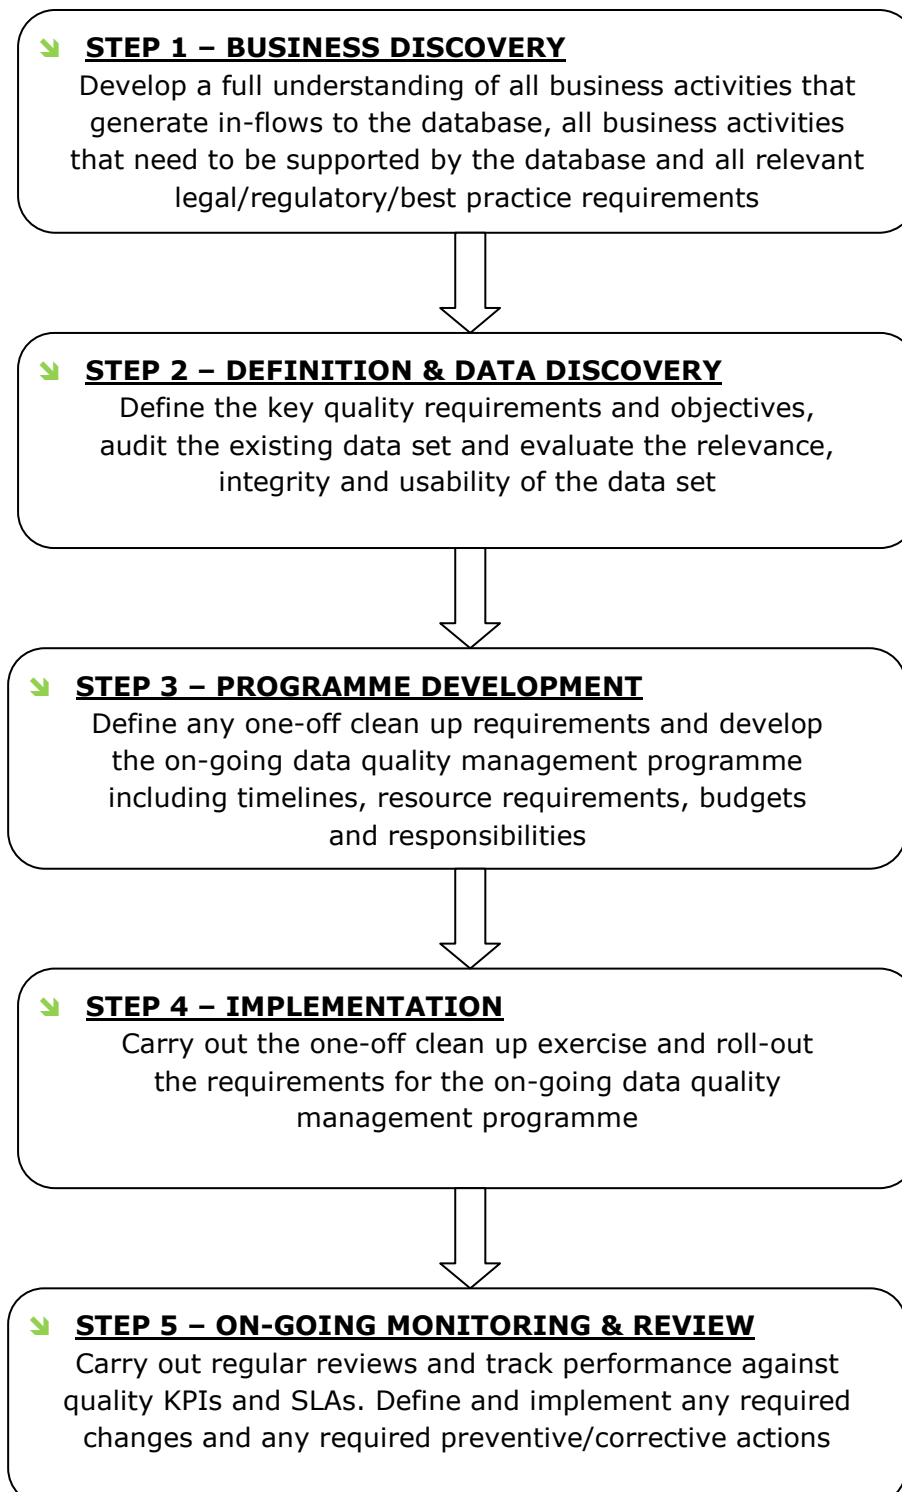 STEP 1 – BUSINESS DISCOVERY
Develop a full understanding of all business activities that
generate in-flows to the database, all business activities
that need to be supported by the database and all relevant
legal/regulatory/best practice requirements
STEP 2 – DEFINITION & DATA DISCOVERY
Define the key quality requirements and objectives,
audit the existing data set and evaluate the relevance,
integrity and usability of the data set
STEP 3 – PROGRAMME DEVELOPMENT
Define any one-off clean up requirements and develop
the on-going data quality management programme
including timelines, resource requirements, budgets
and responsibilities
STEP 4 – IMPLEMENTATION
Carry out the one-off clean up exercise and roll-out
the requirements for the on-going data quality
management programme
STEP 5 – ON-GOING MONITORING & REVIEW
Carry out regular reviews and track performance against
quality KPIs and SLAs. Define and implement any required
changes and any required preventive/corrective actions